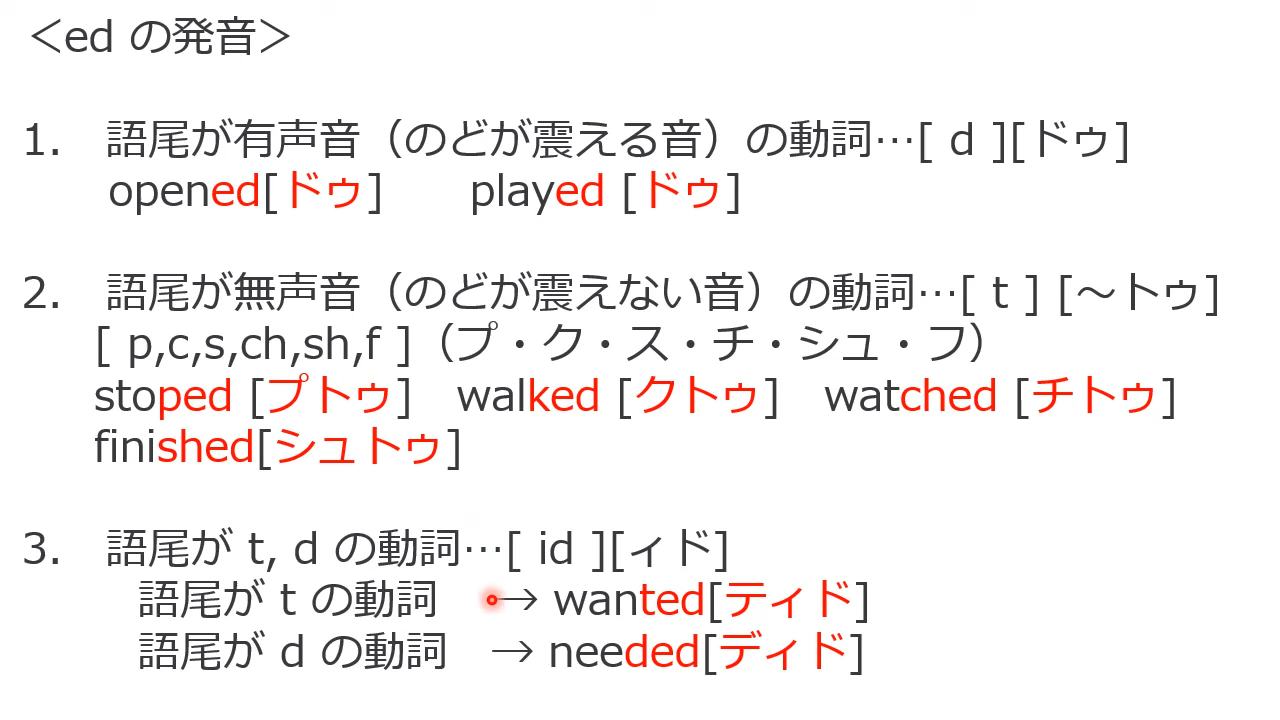 ＜ed の発音＞
1. 語尾が有声音（のどが震える音）の動詞…[ d ][ドゥ]
opened[ドゥ] played [ドゥ]
2. 語尾が無声音（のどが震えない音）の動詞…[ t ] [～トゥ]
[ p,c,s,ch,sh,f ]（プ・ク・ス・チ・シュ・フ）
stoped [プトゥ] walked [クトゥ] watched [チトゥ]
finished[シュトゥ]
3. 語尾が t, d の動詞…[ id ][ィド]
語尾が t の動詞 → wanted[ティド]
語尾が d の動詞 → needed[ディド]